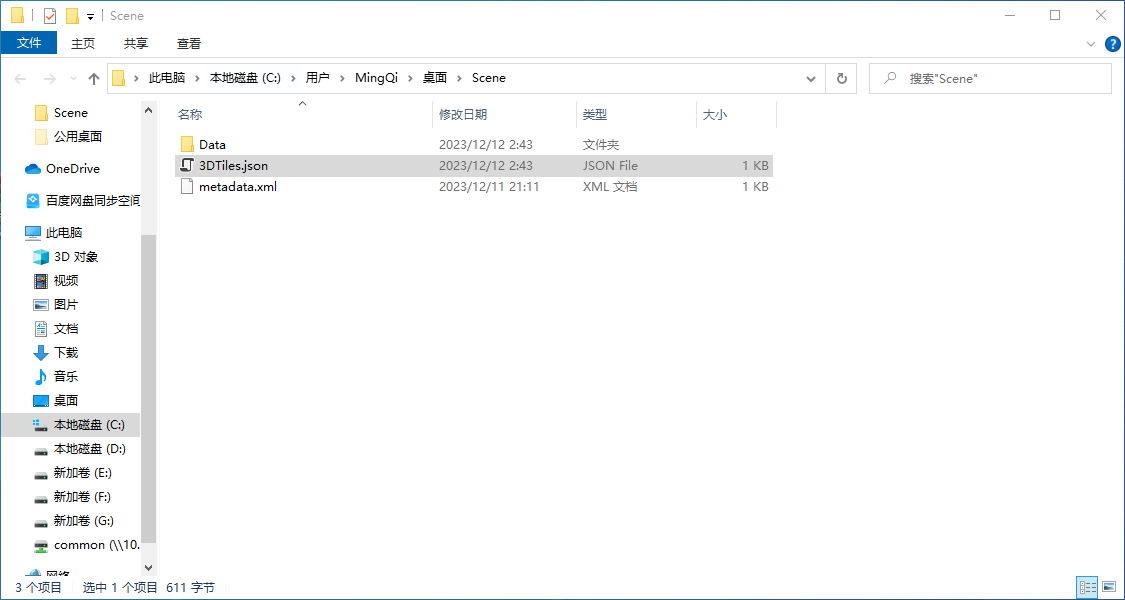 Scene
文件 主页 共享 查看
此电脑 本地磁盘 (C:) 用户 MingQi 桌面 Scene
搜索"Scene"
名称 修改日期 类型 大小
Data 2023/12/12 2:43 文件夹
3DTiles.json 2023/12/12 2:43 JSON File 1 KB
metadata.xml 2023/12/11 21:11 XML 文档 1 KB
Scene
公用桌面
OneDrive
百度网盘同步空间
此电脑
3D 对象
视频
图片
文档
下载
音乐
桌面
本地磁盘 (C:)
本地磁盘 (D:)
新加卷 (E:)
新加卷 (F:)
新加卷 (G:)
common (\\10.
网络
3 个项目 选中 1 个项目 611 字节